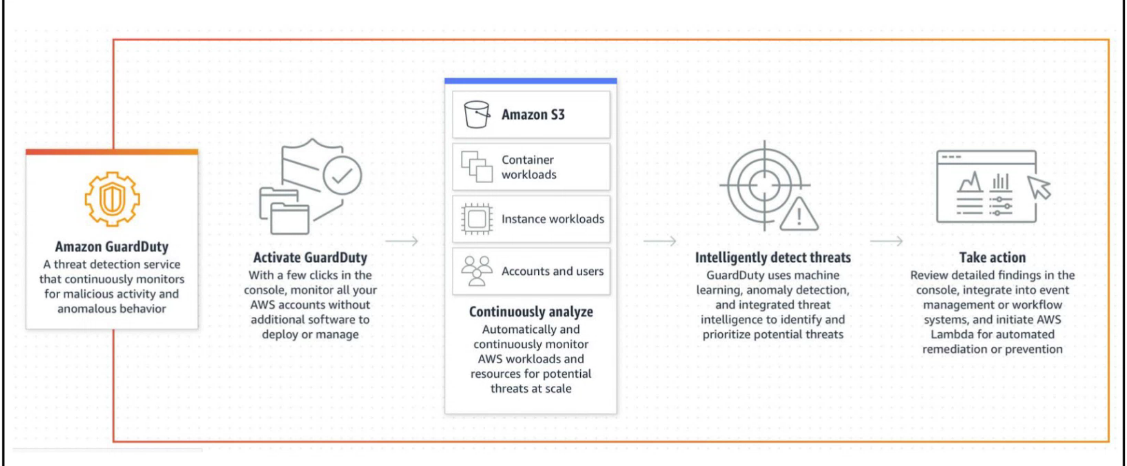 Amazon GuardDuty
A threat detection service
that continuously monitors
for malicious activity and
anomalous behavior
Activate GuardDuty
With a few clicks in the
console, monitor all your
AWS accounts without
additional software to
deploy or manage
Amazon S3
Container
workloads
Instance workloads
Accounts and users
Continuously analyze
Automatically and
continuously monitor
AWS workloads and
resources for potential
threats at scale
Intelligently detect threats
GuardDuty uses machine
learning, anomaly detection,
and integrated threat
intelligence to identify and
prioritize potential threats
Take action
Review detailed findings in the
console, integrate into event
management or workflow
systems, and initiate AWS
Lambda for automated
remediation or prevention